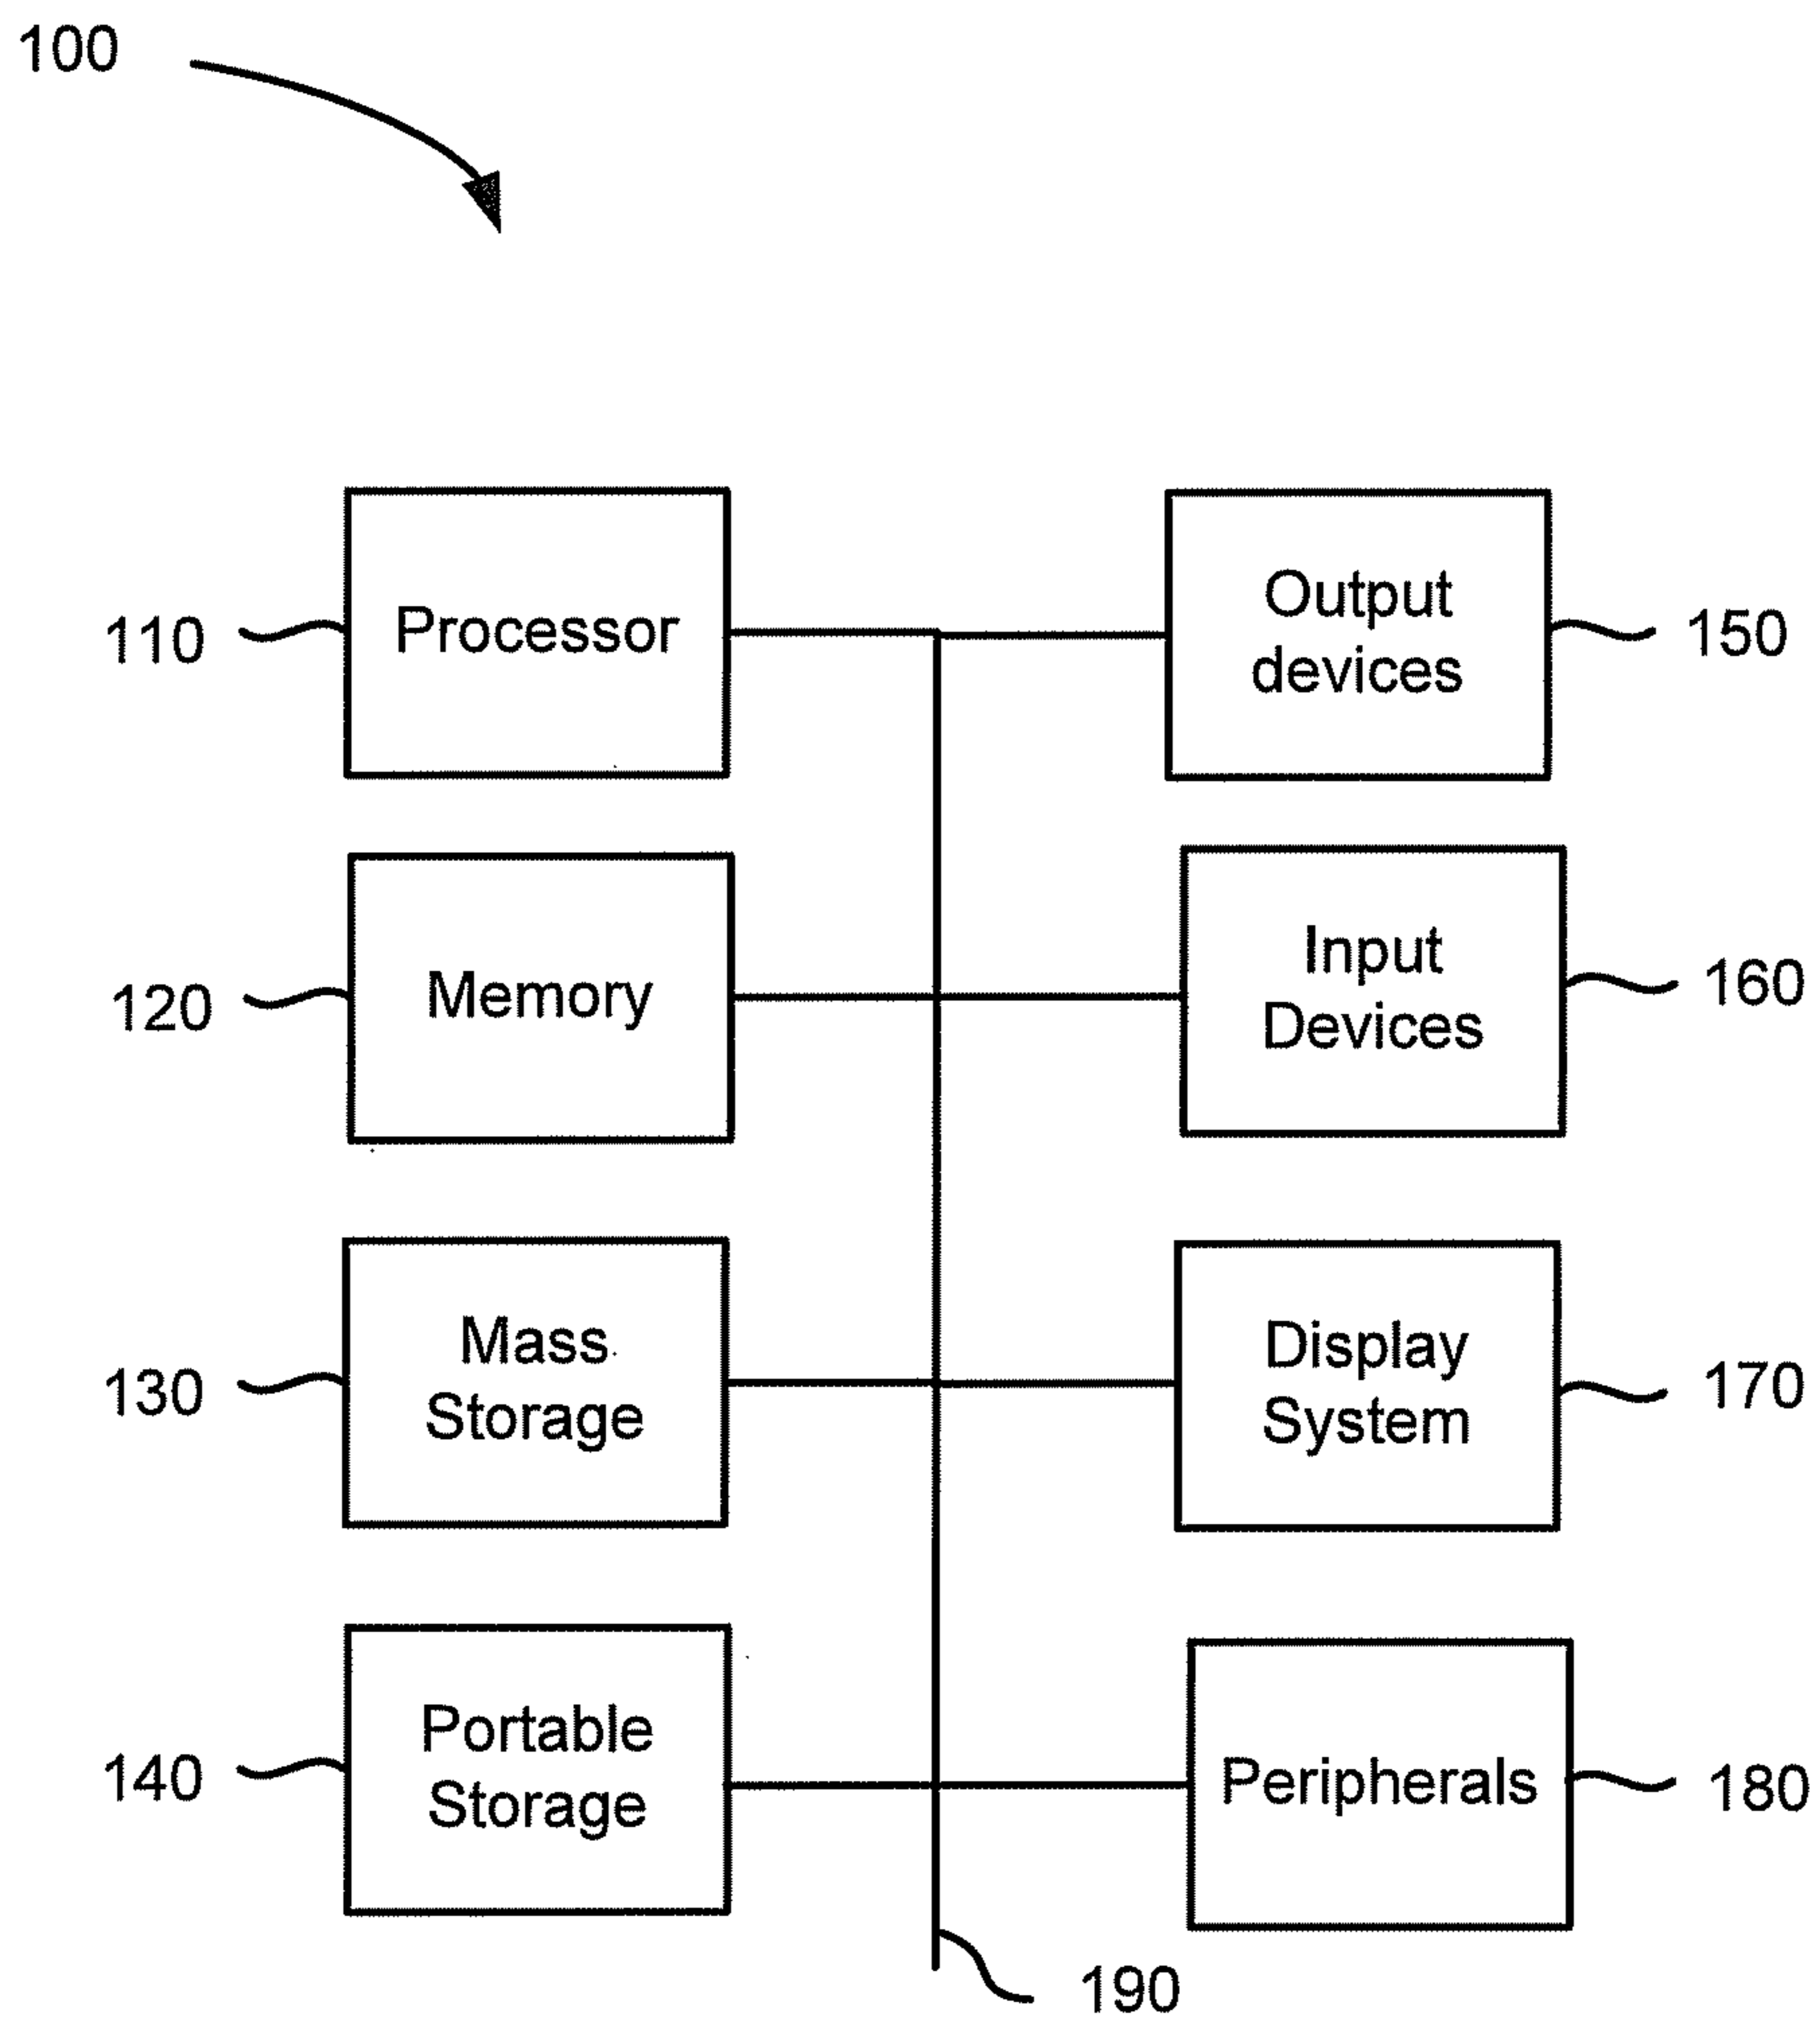 100
110
Processor
Output
devices
150
120
Memory
Input
Devices
160
130
Mass
Storage
Display
System
170
140
Portable
Storage
Peripherals
180
190